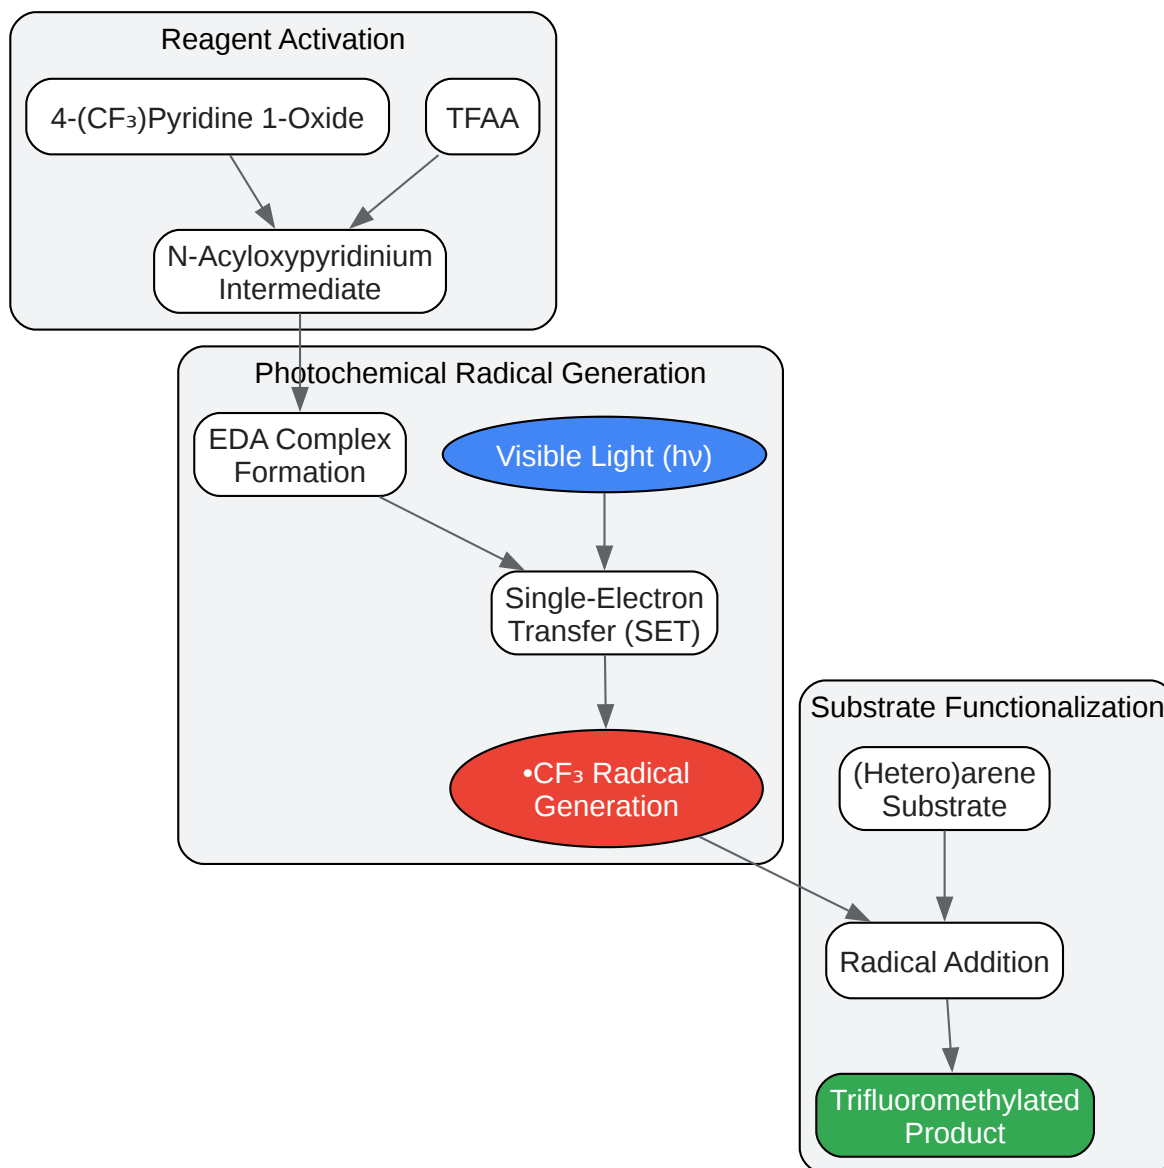 Reagent Activation
4-(CF₃)Pyridine 1-Oxide
TFAA
N-Acyloxypyridinium
Intermediate
Photochemical Radical Generation
EDA Complex
Formation
Visible Light (hν)
Single-Electron
Transfer (SET)
•CF₃ Radical
Generation
Substrate Functionalization
(Hetero)arene
Substrate
Radical Addition
Trifluoromethylated
Product